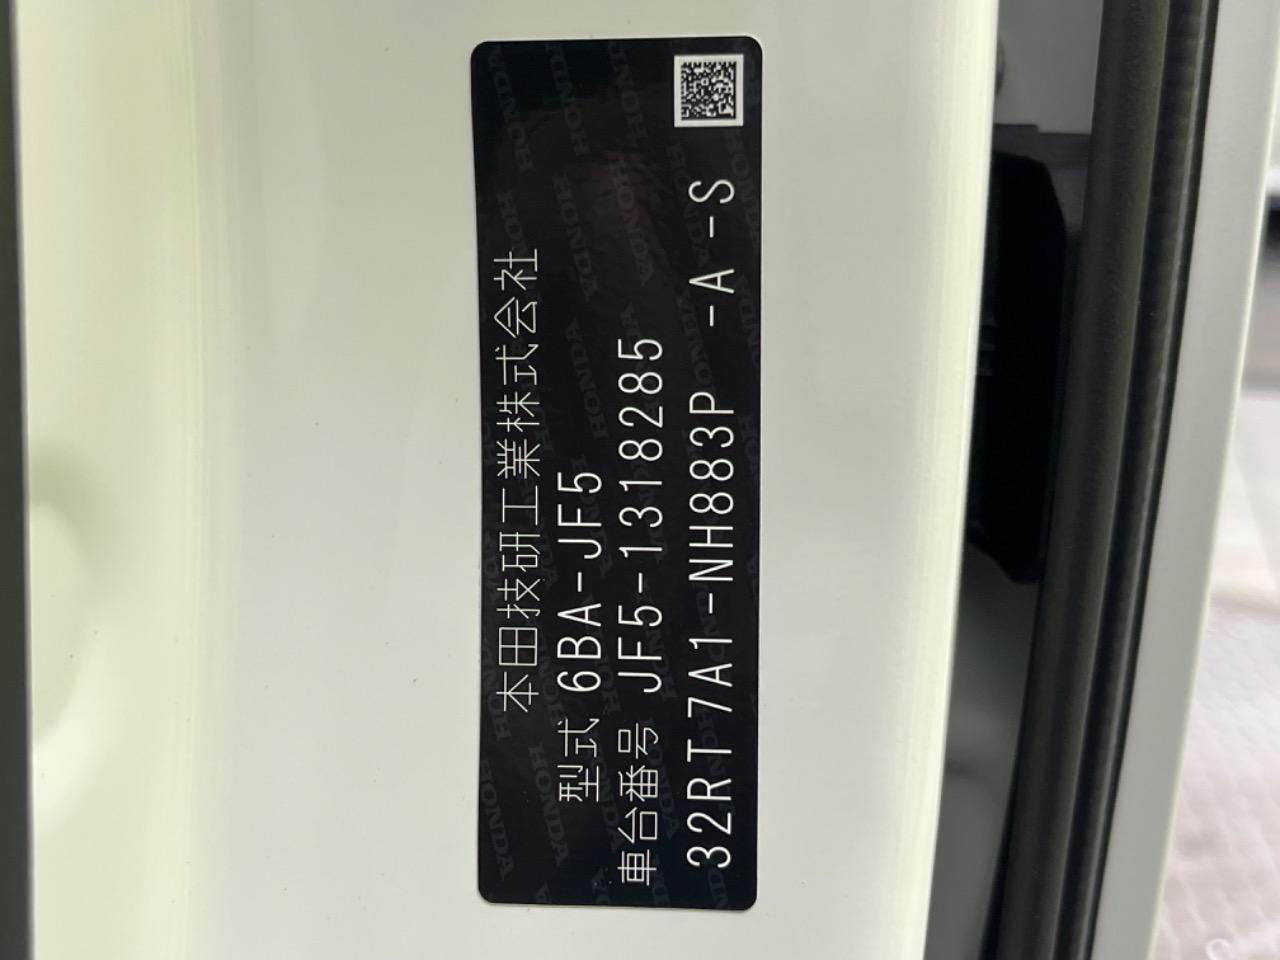 本田技研工業株式会社
型式 6BA-JF5
車台番号 JF5-1318285
32RT7A1-NH883P -A -S